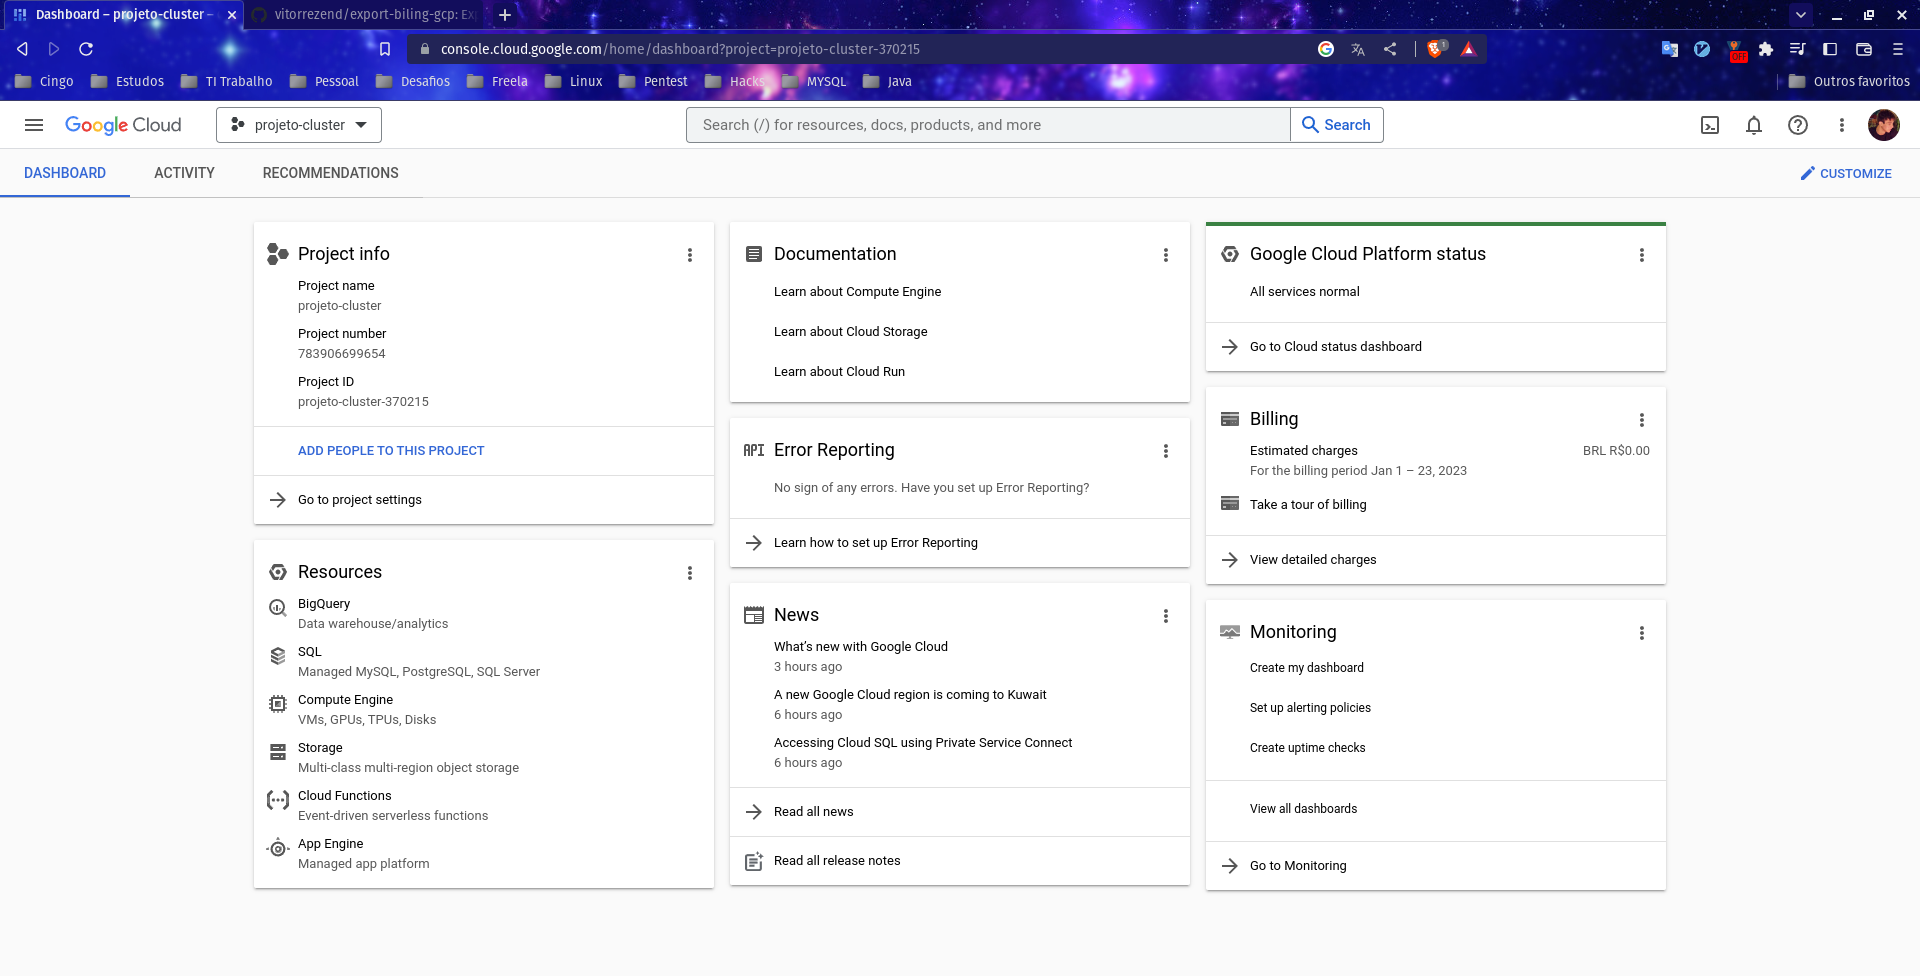 Dashboard – projeto-cluster –
vitorrezend/export-biling-gcp: Ex
console.cloud.google.com/home/dashboard?project=projeto-cluster-370215
1
OFF
Cingo
Estudos
TI Trabalho
Pessoal
Desafios
Freela
Linux
Pentest
Hacks
MYSQL
Java
Outros favoritos
Google Cloud
projeto-cluster
Search (/) for resources, docs, products, and more
Search
DASHBOARD
ACTIVITY
RECOMMENDATIONS
CUSTOMIZE
Project info
Project name
projeto-cluster
Project number
783906699654
Project ID
projeto-cluster-370215
ADD PEOPLE TO THIS PROJECT
Go to project settings
Resources
BigQuery
Data warehouse/analytics
SQL
Managed MySQL, PostgreSQL, SQL Server
Compute Engine
VMs, GPUs, TPUs, Disks
Storage
Multi-class multi-region object storage
Cloud Functions
Event-driven serverless functions
App Engine
Managed app platform
Documentation
Learn about Compute Engine
Learn about Cloud Storage
Learn about Cloud Run
API
Error Reporting
No sign of any errors. Have you set up Error Reporting?
Learn how to set up Error Reporting
News
What's new with Google Cloud
3 hours ago
A new Google Cloud region is coming to Kuwait
6 hours ago
Accessing Cloud SQL using Private Service Connect
6 hours ago
Read all news
Read all release notes
Google Cloud Platform status
All services normal
Go to Cloud status dashboard
Billing
Estimated charges BRL R$0.00
For the billing period Jan 1 – 23, 2023
Take a tour of billing
View detailed charges
Monitoring
Create my dashboard
Set up alerting policies
Create uptime checks
View all dashboards
Go to Monitoring